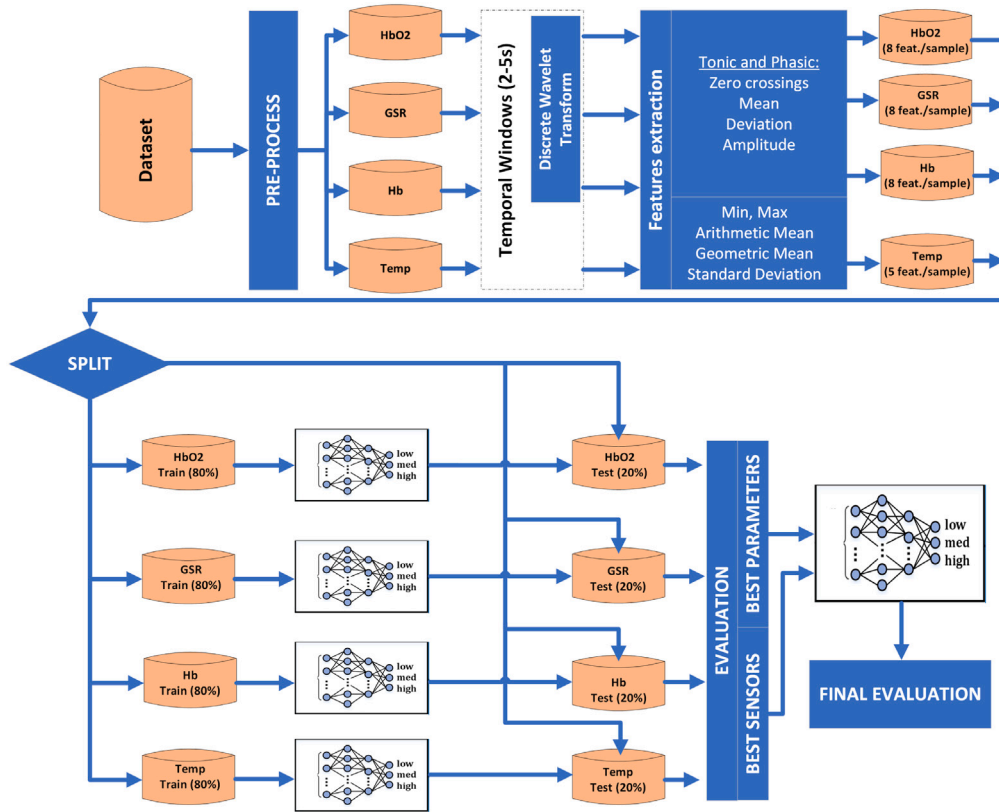 Dataset
PRE-PROCESS
HbO2
GSR
Hb
Temp
Temporal Windows (2-5s)
Discrete Wavelet
Transform
Features extraction
Tonic and Phasic:
Zero crossings
Mean
Deviation
Amplitude
Min, Max
Arithmetic Mean
Geometric Mean
Standard Deviation
HbO2
(8 feat./sample)
GSR
(8 feat./sample)
Hb
(8 feat./sample)
Temp
(5 feat./sample)
SPLIT
HbO2
Train (80%)
low
med
high
HbO2
Test (20%)
GSR
Train (80%)
low
med
high
GSR
Test (20%)
Hb
Train (80%)
low
med
high
Hb
Test (20%)
Temp
Train (80%)
low
med
high
Temp
Test (20%)
EVALUATION
BEST PARAMETERS
BEST SENSORS
low
med
high
FINAL EVALUATION